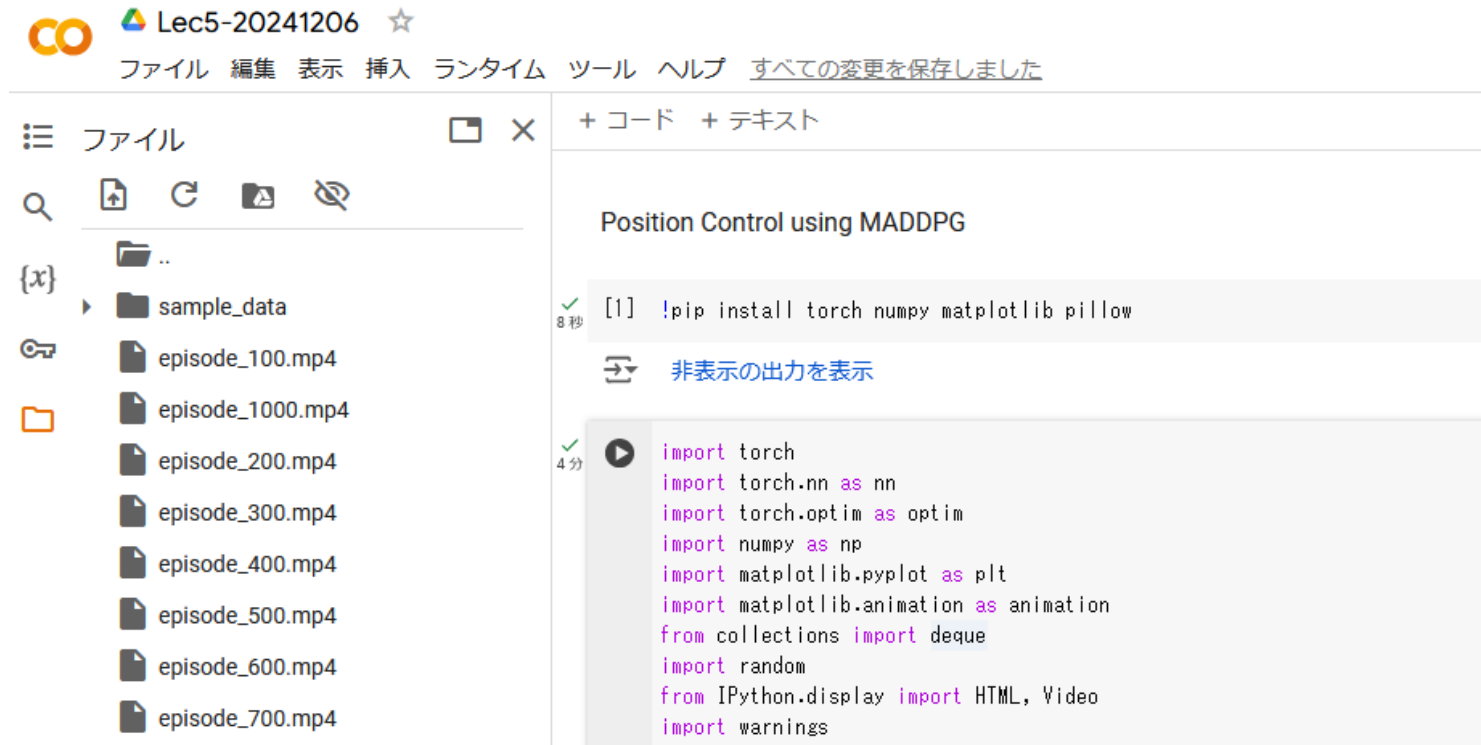 Lec5-20241206
ファイル 編集 表示 挿入 ランタイム ツール ヘルプ すべての変更を保存しました
ファイル
..
sample_data
episode_100.mp4
episode_1000.mp4
episode_200.mp4
episode_300.mp4
episode_400.mp4
episode_500.mp4
episode_600.mp4
episode_700.mp4
{x}
+ コード + テキスト
Position Control using MADDPG
8 秒
[1] !pip install torch numpy matplotlib pillow
非表示の出力を表示
4 分
import torch
import torch.nn as nn
import torch.optim as optim
import numpy as np
import matplotlib.pyplot as plt
import matplotlib.animation as animation
from collections import deque
import random
from IPython.display import HTML, Video
import warnings